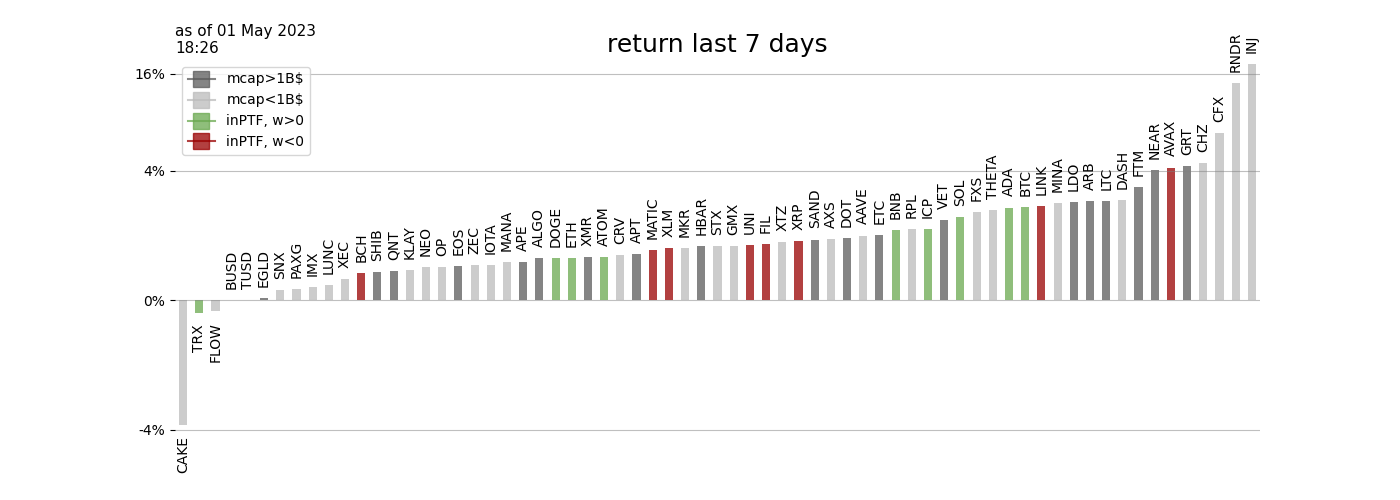 as of 01 May 2023
18:26
return last 7 days
16%
4%
0%
-4%
mcap>1B$
mcap<1B$
inPTF, w>0
inPTF, w<0
CAKE
TRX
FLOW
BUSD
TUSD
EGLD
SNX
PAXG
IMX
LUNC
XEC
BCH
SHIB
QNT
KLAY
NEO
OP
EOS
ZEC
IOTA
MANA
APE
ALGO
DOGE
ETH
XMR
ATOM
CRV
APT
MATIC
XLM
MKR
HBAR
STX
GMX
UNI
FIL
XTZ
XRP
SAND
AXS
DOT
AAVE
ETC
BNB
RPL
ICP
VET
SOL
FXS
THETA
ADA
BTC
LINK
MINA
LDO
ARB
LTC
DASH
FTM
NEAR
AVAX
GRT
CHZ
CFX
RNDR
INJ